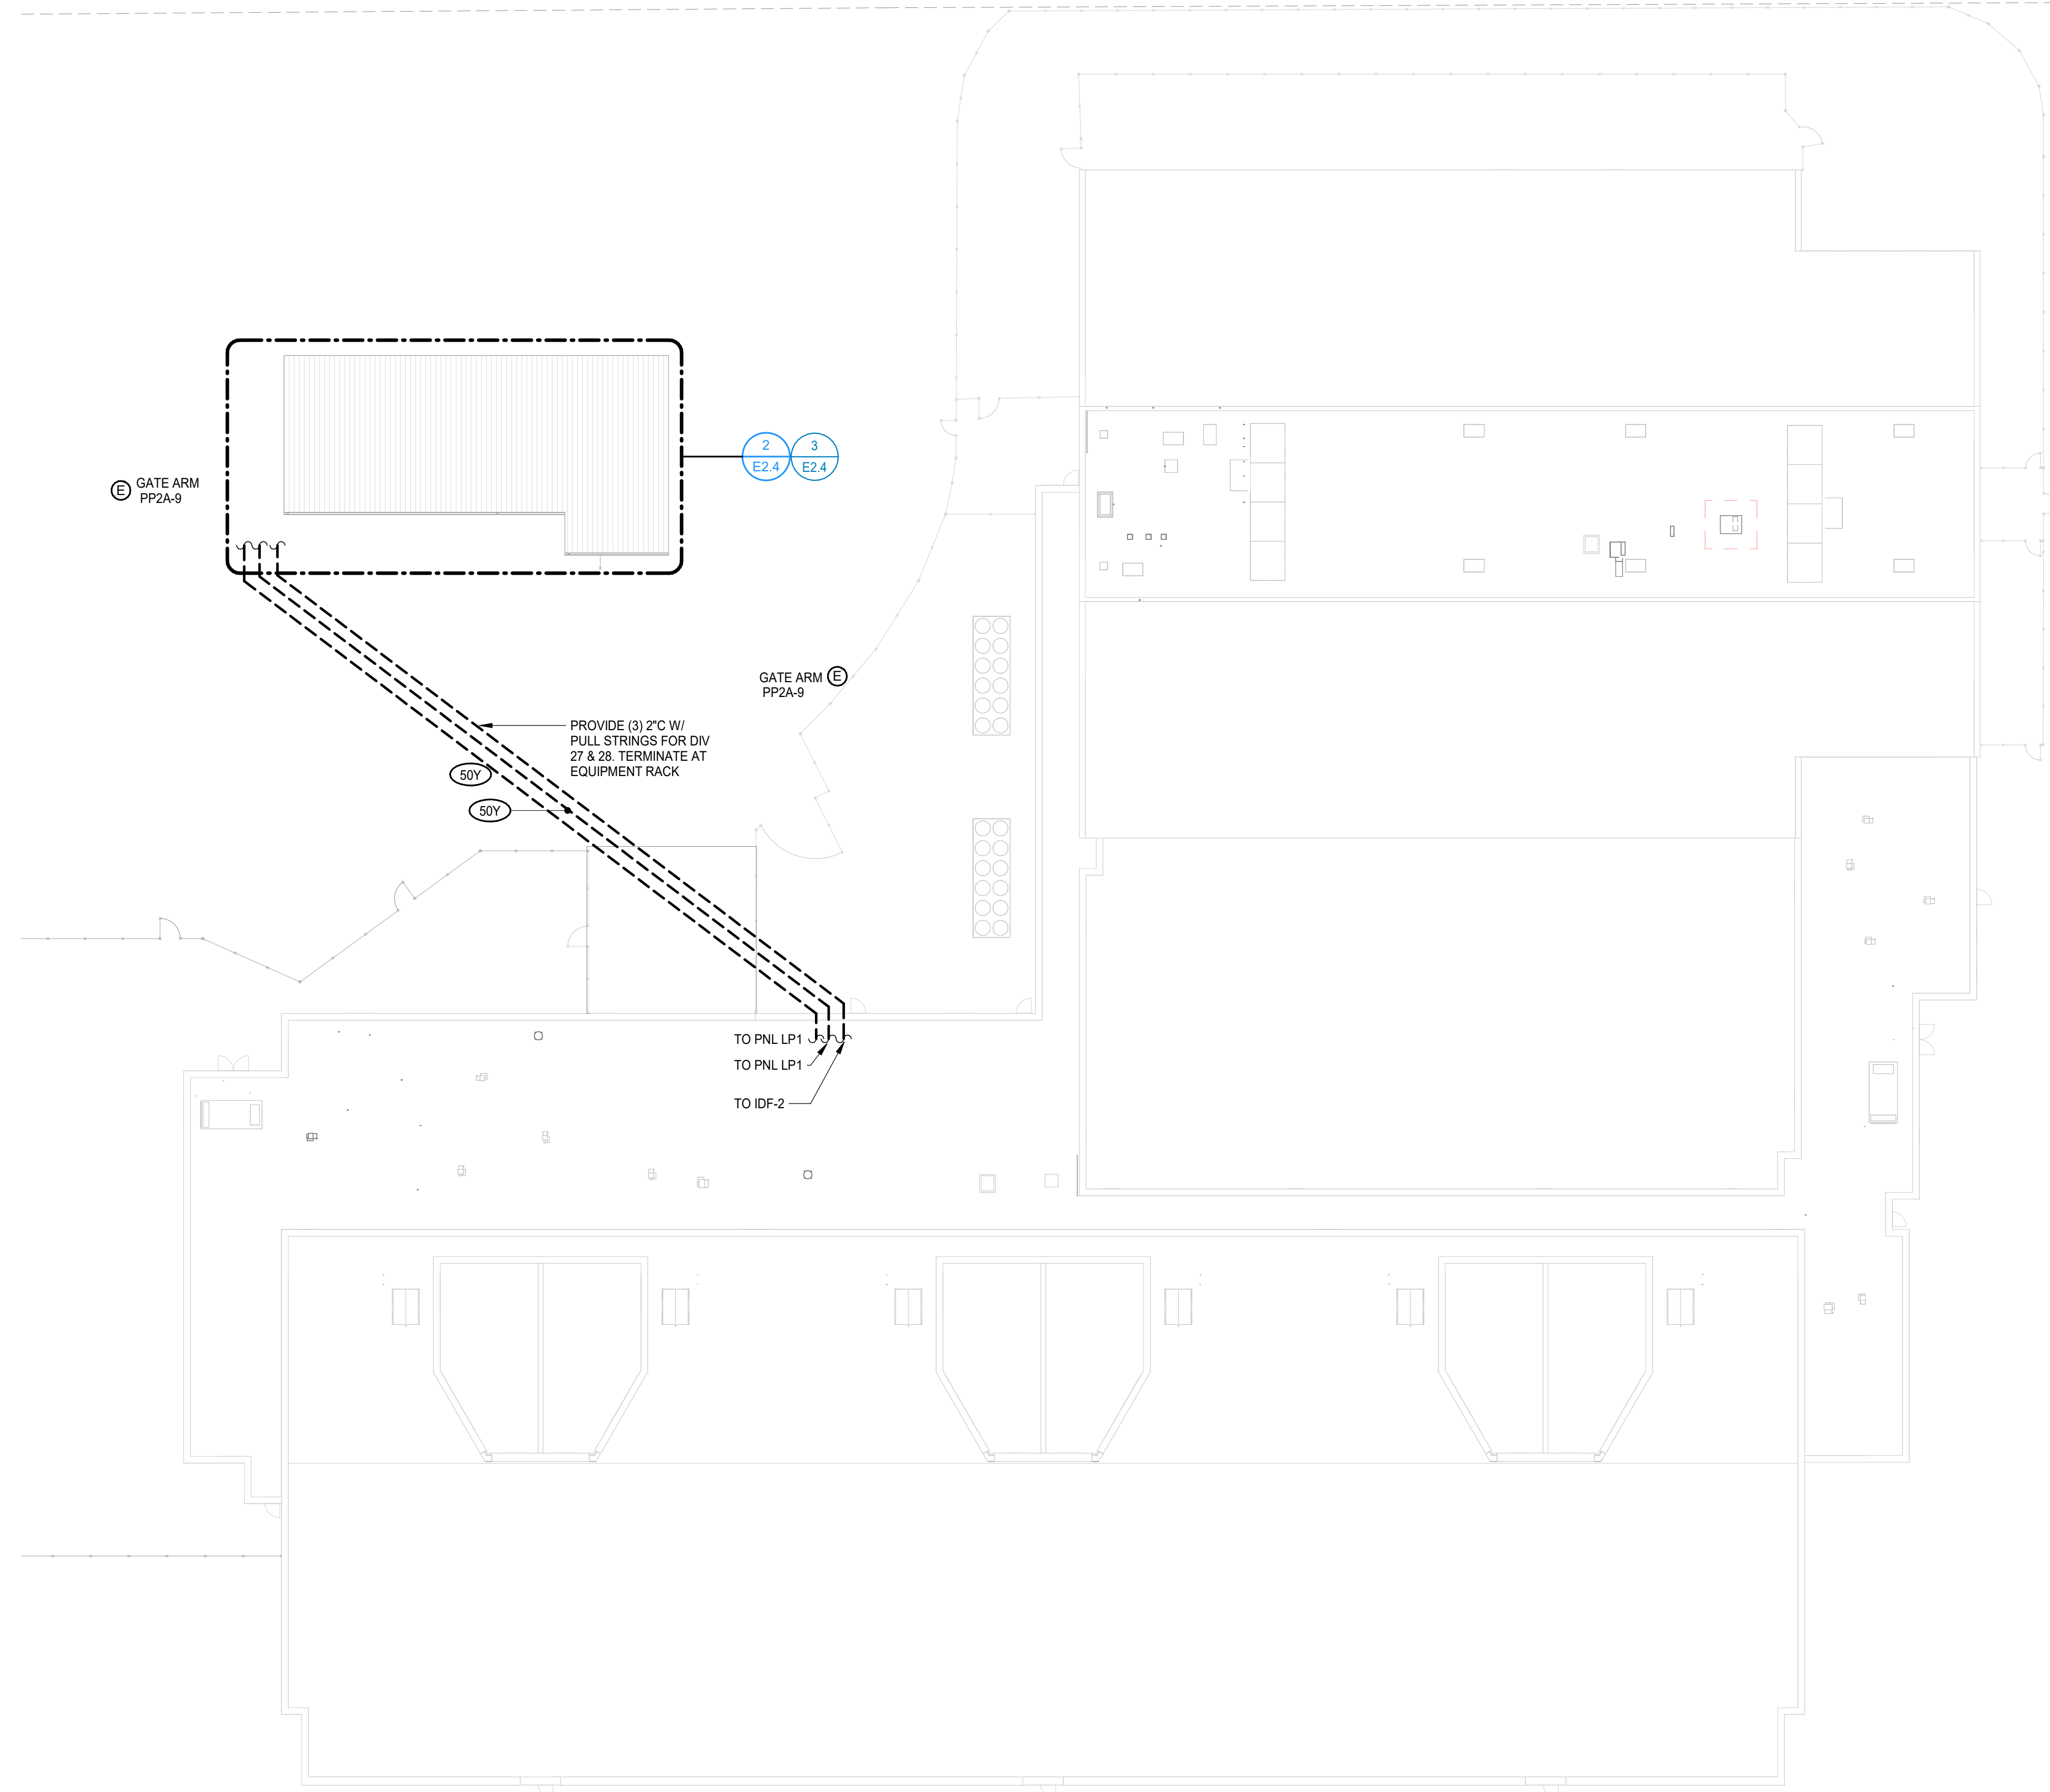 2
E2.4
3
E2.4
E
GATE ARM
PP2A-9
GATE ARM
PP2A-9
E
PROVIDE (3) 2"C W/
PULL STRINGS FOR DIV
27 & 28. TERMINATE AT
EQUIPMENT RACK
50Y
50Y
TO PNL LP1
TO PNL LP1
TO IDF-2